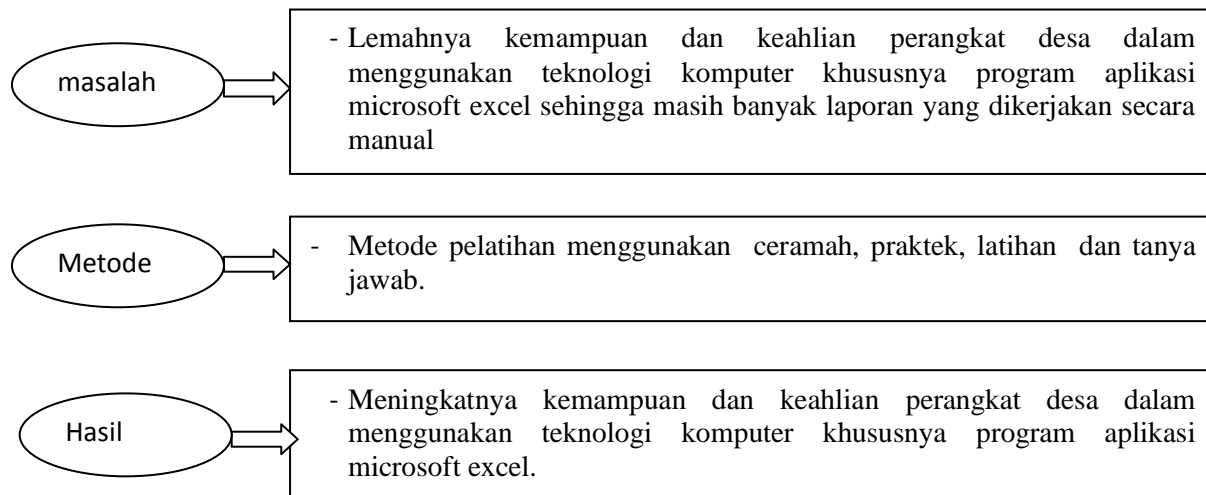 masalah
- Lemahnya kemampuan dan keahlian perangkat desa dalam
menggunakan teknologi komputer khususnya program aplikasi
microsoft excel sehingga masih banyak laporan yang dikerjakan secara
manual
Metode
- Metode pelatihan menggunakan ceramah, praktek, latihan dan tanya
jawab.
Hasil
- Meningkatnya kemampuan dan keahlian perangkat desa dalam
menggunakan teknologi komputer khususnya program aplikasi
microsoft excel.